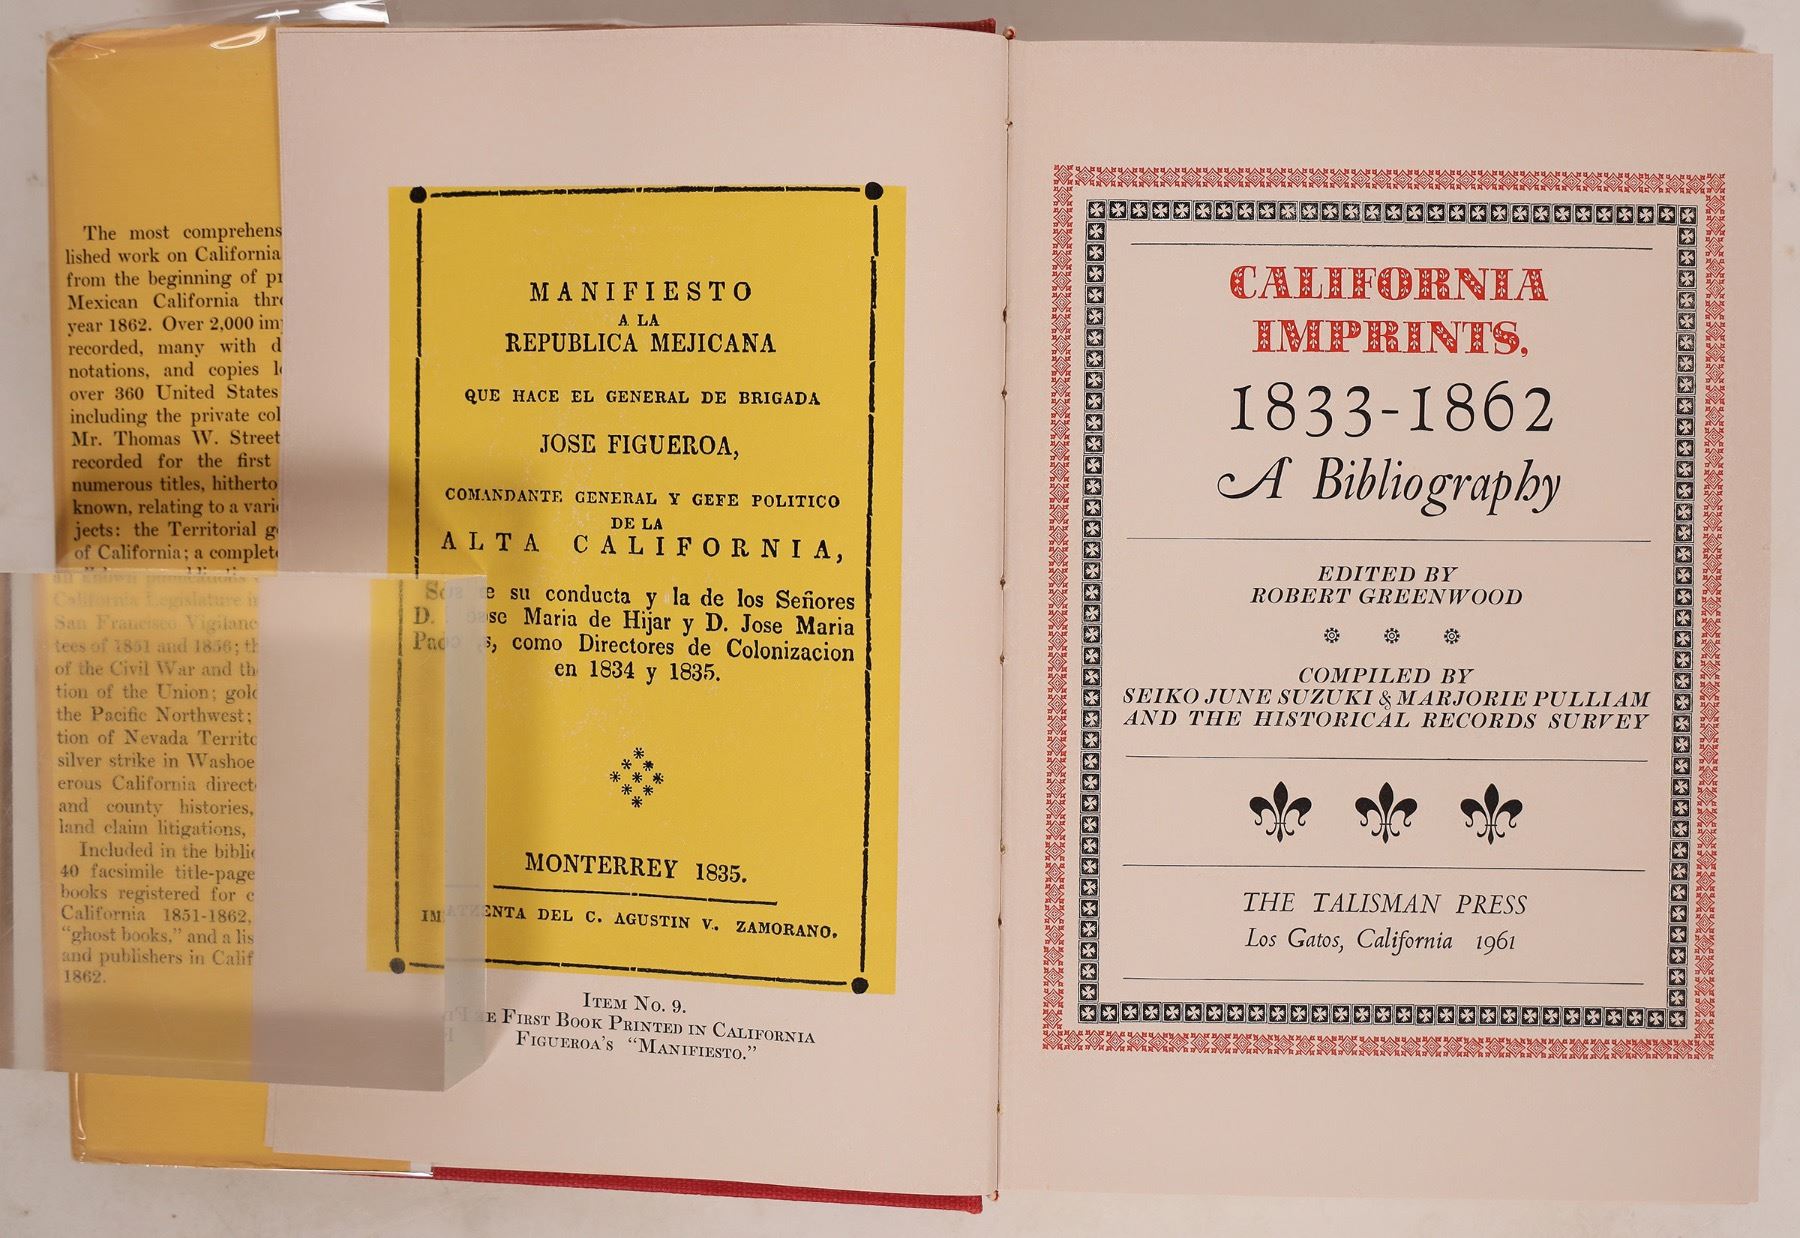 The most comprehens
lished work on California
from the beginning of pr
Mexican California thro
year 1862. Over 2,000 im
recorded, many with d
notations, and copies lo
over 360 United States
including the private col
Mr. Thomas W. Street
recorded for the first
numerous titles, hitherto
known, relating to a varie
jects: the Territorial go
of California; a complete
California Legislature in
San Francisco Vigilanc
tees of 1851 and 1856; th
of the Civil War and the
tion of the Union; gold
the Pacific Northwest;
tion of Nevada Territo
silver strike in Washoe
erous California direct
and county histories,
land claim litigations,
Included in the biblio
40 facsimile title-page
books registered for c
California 1851-1862,
"ghost books," and a lis
and publishers in Calif
1862.
MANIFIESTO
A LA
REPUBLICA MEJICANA
QUE HACE EL GENERAL DE BRIGADA
JOSE FIGUEROA,
COMANDANTE GENERAL Y GEFE POLITICO
DE LA
ALTA CALIFORNIA,
su conducta y la de los Señores
D. Jose Maria de Hijar y D. Jose Maria
como Directores de Colonizacion
en 1834 y 1835.
MONTERREY 1835.
DEL C. AGUSTIN V. ZAMORANO.
ITEM NO. 9.
FIRST BOOK PRINTED IN CALIFORNIA
FIGUEROA'S "MANIFIESTO."
CALIFORNIA
IMPRINTS,
1833-1862
A Bibliography
EDITED BY
ROBERT GREENWOOD
COMPILED BY
SEIKO JUNE SUZUKI & MARJORIE PULLIAM
AND THE HISTORICAL RECORDS SURVEY
THE TALISMAN PRESS
Los Gatos, California 1961